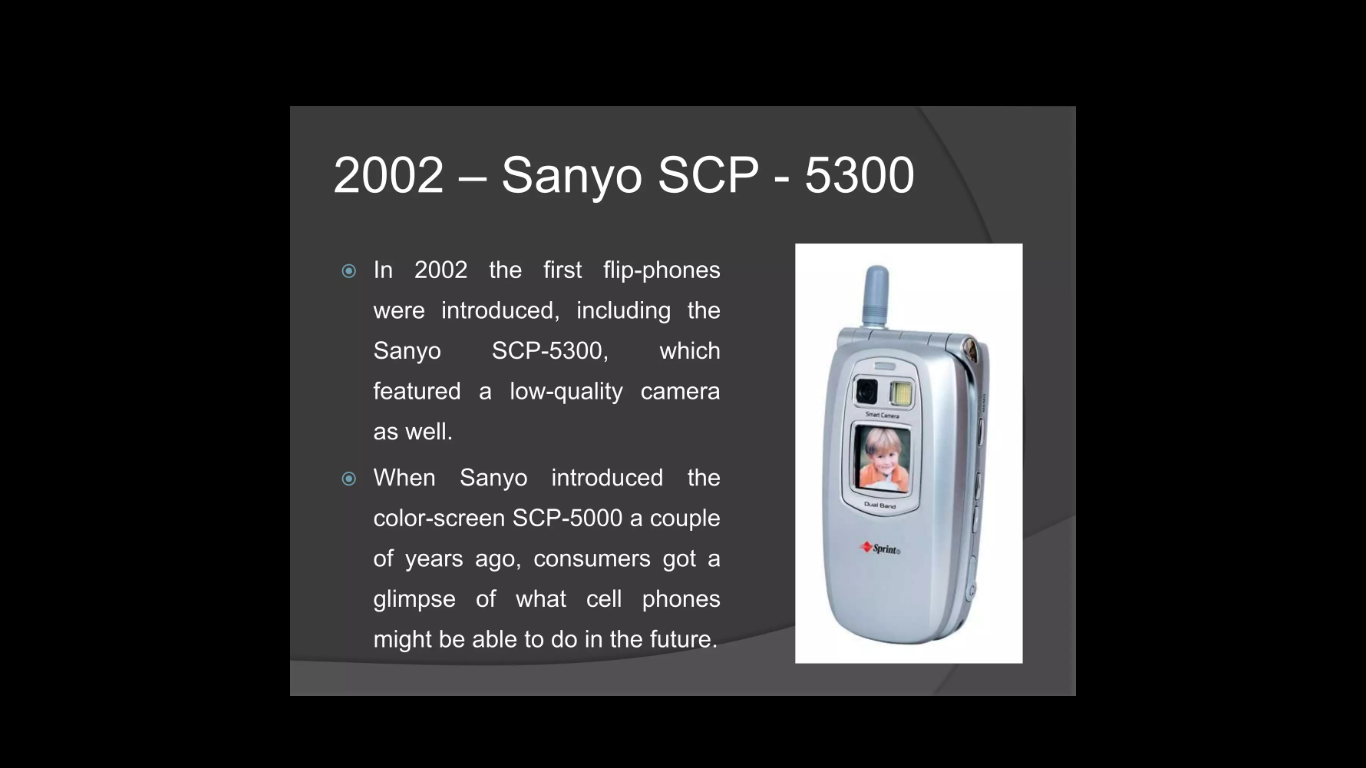 2002 – Sanyo SCP - 5300
In 2002 the first flip-phones
were introduced, including the
Sanyo SCP-5300, which
featured a low-quality camera
as well.
When Sanyo introduced the
color-screen SCP-5000 a couple
of years ago, consumers got a
glimpse of what cell phones
might be able to do in the future.
Smart Camera
Dual Band
Sprint